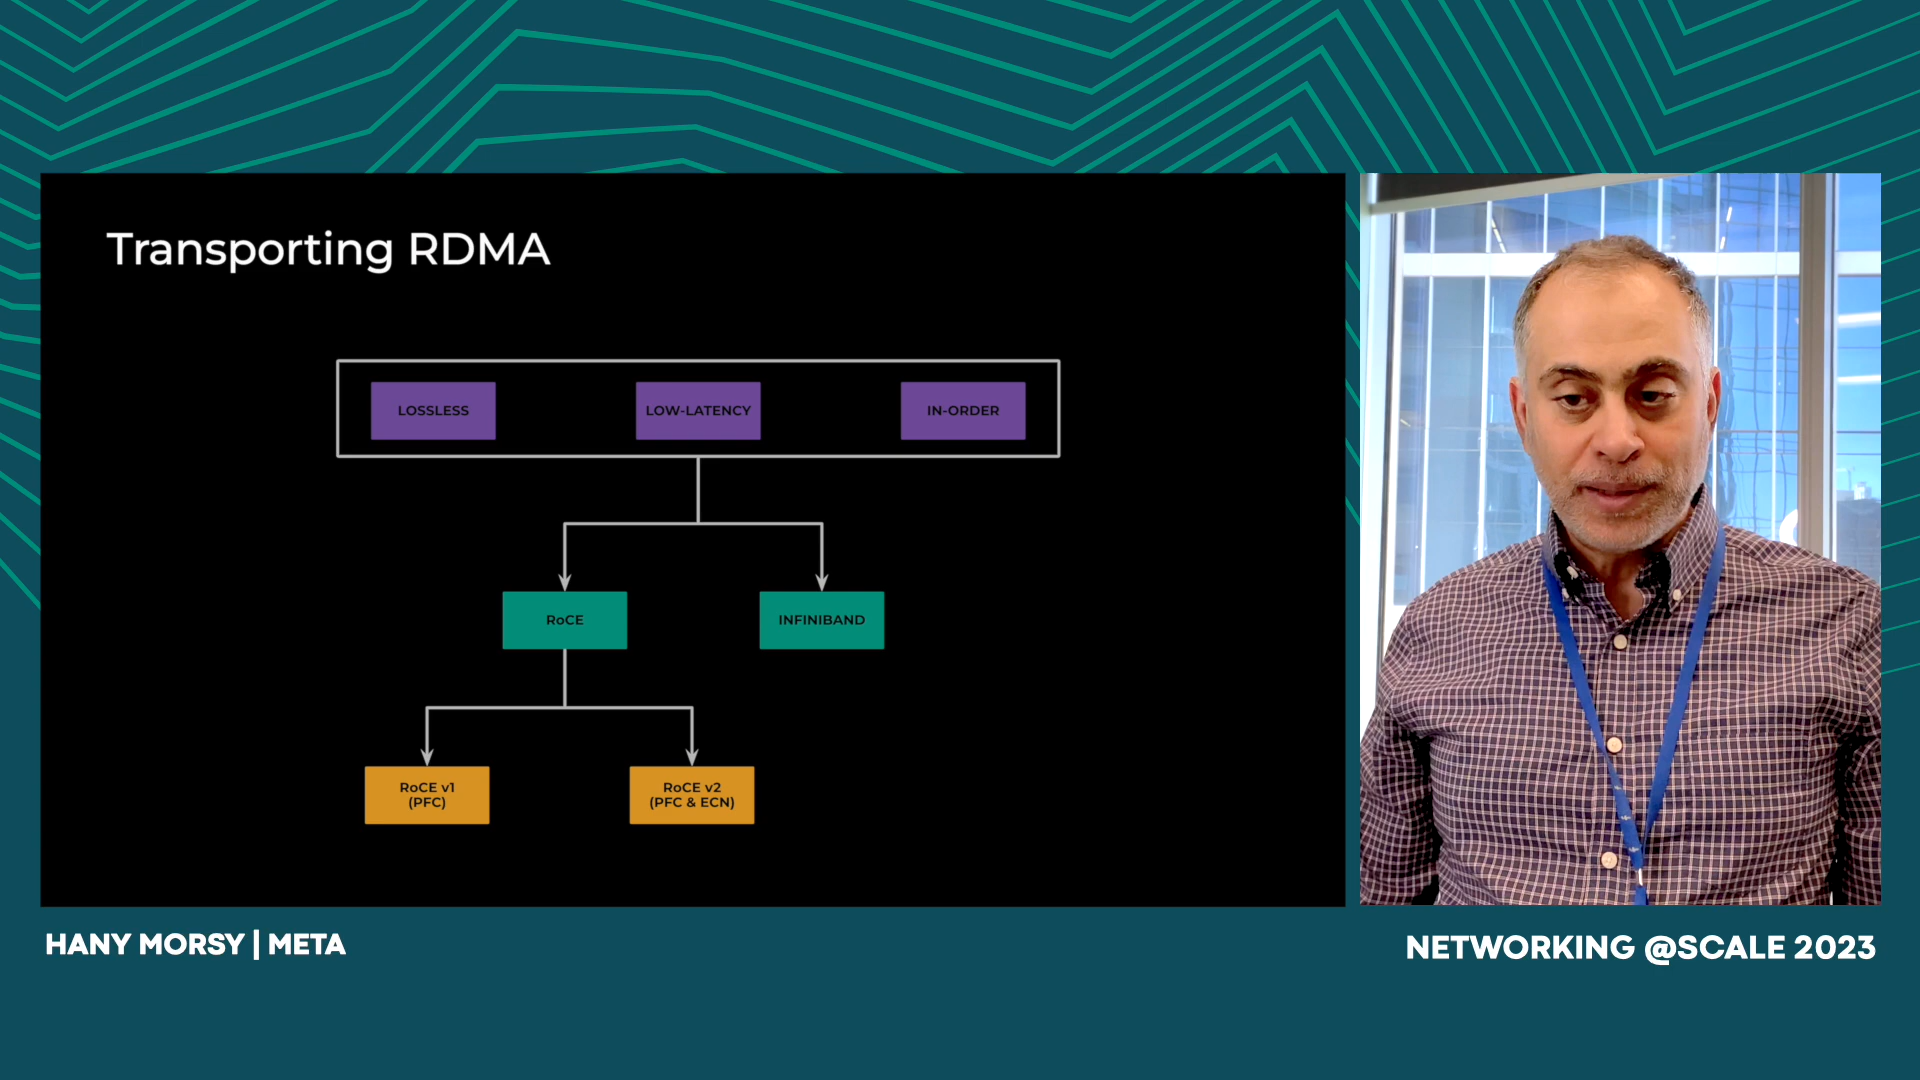 Transporting RDMA
LOSSLESS
LOW-LATENCY
IN-ORDER
RoCE
INFINIBAND
RoCE v1
(PFC)
RoCE v2
(PFC & ECN)
HANY MORSY | META
NETWORKING @SCALE 2023